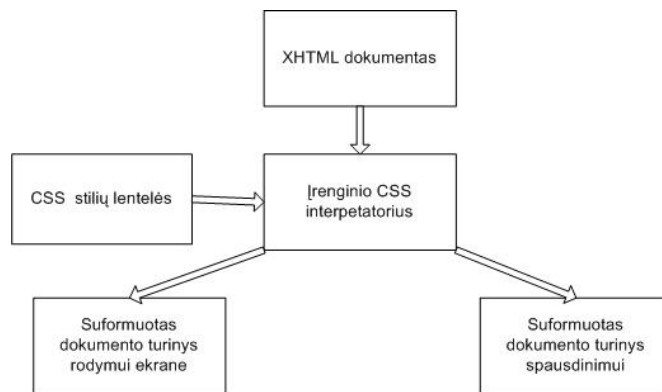 XHTML dokumentas
CSS stilių lentelės
Įrenginio CSS
interpetatorius
Suformuotas
dokumento turinys
rodymui ekrane
Suformuotas
dokumento turinys
spausdinimui